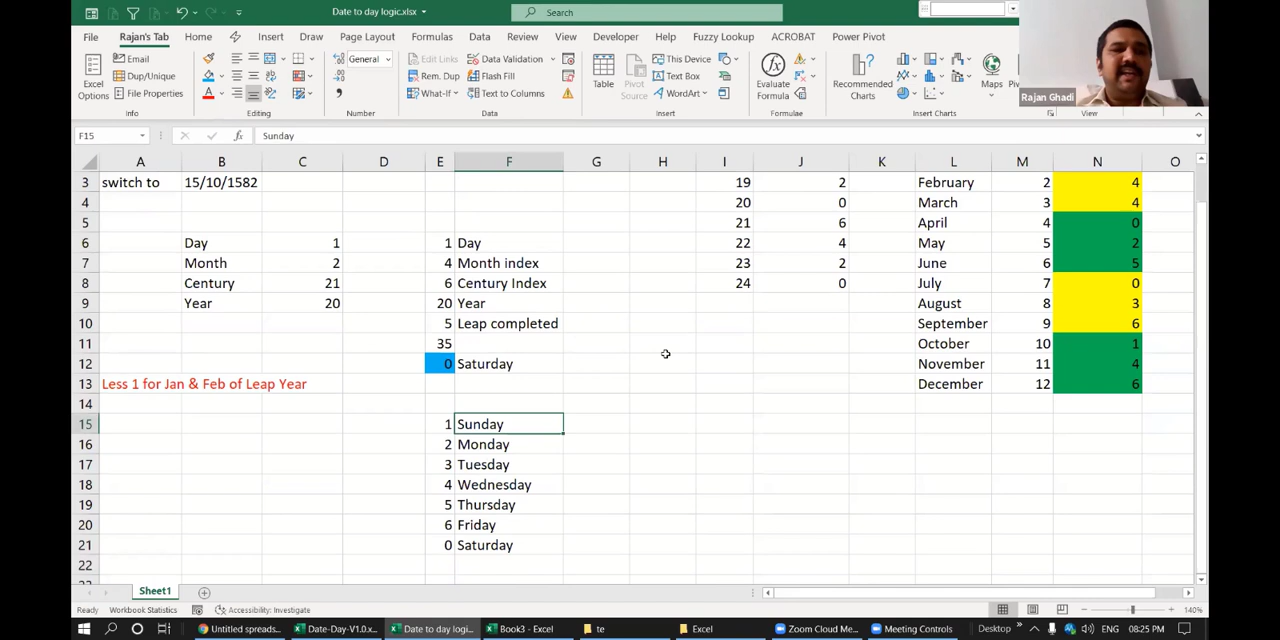 Date to day logic.xlsx
Search
File Rajan's Tab Home Insert Draw Page Layout Formulas Data Review View Developer Help Fuzzy Lookup ACROBAT Power Pivot
Excel Options
Email
Dup/Unique
File Properties
Info
Editing
General
Number
Edit Links
Rem. Dup
What-If
Data Validation
Flash Fill
Text to Columns
Data
Table
Pivot Source
This Device
Text Box
WordArt
Insert
Evaluate Formula
Formulae
Recommended Charts
Insert Charts
Maps
View
Rajan Ghadi
F15 fx Sunday
A B C D E F G H I J K L M N O
3 switch to 15/10/1582 19 2 February 2 4
4 20 0 March 3 4
5 21 6 April 4 0
6 Day 1 1 Day 22 4 May 5 2
7 Month 2 4 Month index 23 2 June 6 5
8 Century 21 6 Century Index 24 0 July 7 0
9 Year 20 20 Year August 8 3
10 5 Leap completed September 9 6
11 35 October 10 1
12 0 Saturday November 11 4
13 Less 1 for Jan & Feb of Leap Year December 12 6
14
15 1 Sunday
16 2 Monday
17 3 Tuesday
18 4 Wednesday
19 5 Thursday
20 6 Friday
21 0 Saturday
22
Sheet1
Ready Workbook Statistics Accessibility: Investigate 140%
Untitled spreads... Date-Day-V1.0.x... Date to day logi... Book3 - Excel te Excel Zoom Cloud Me... Meeting Controls Desktop ENG 08:25 PM